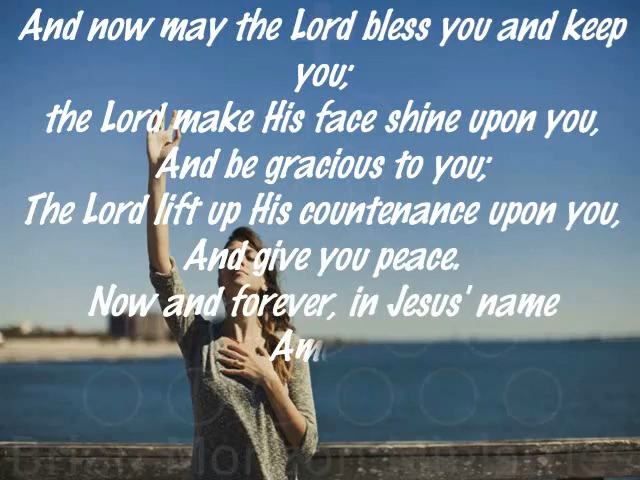 And now may the Lord bless you and keep
you;
the Lord make His face shine upon you,
And be gracious to you;
The Lord lift up His countenance upon you,
And give you peace.
Now and forever, in Jesus' name
Am